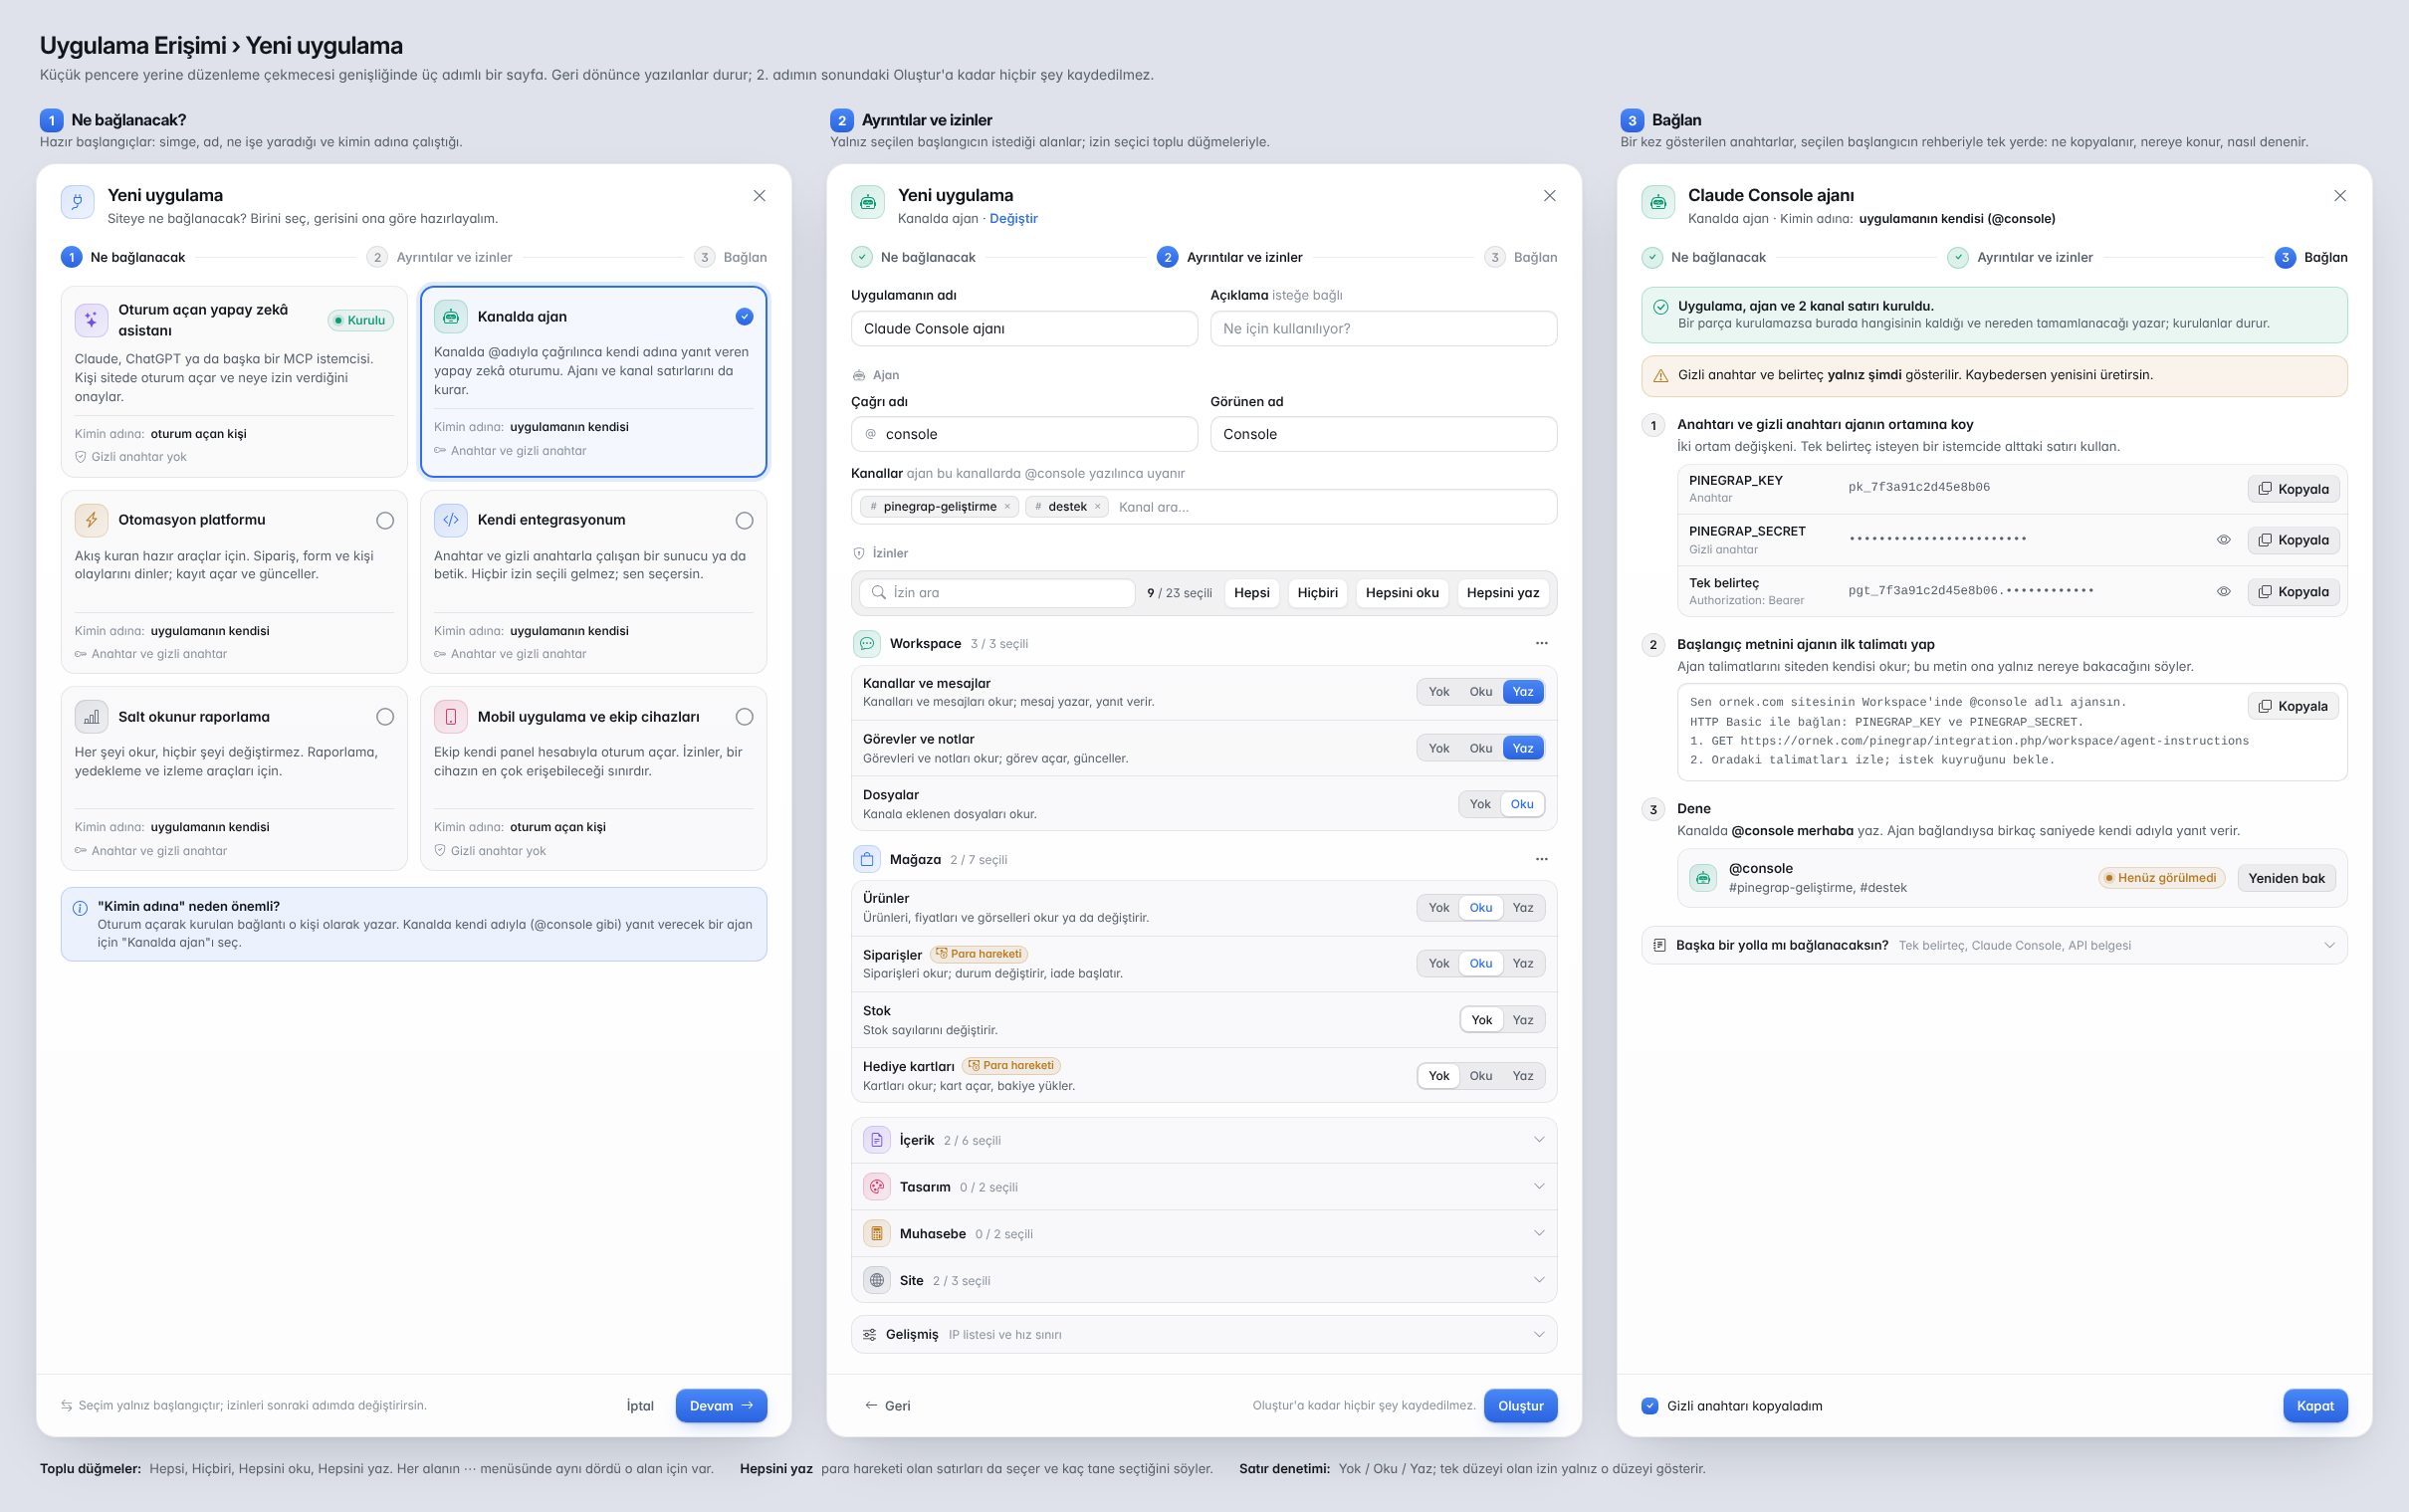 Uygulama Erişimi › Yeni uygulama
Küçük pencere yerine düzenleme çekmecesi genişliğinde üç adımlı bir sayfa. Geri dönünce yazılanlar durur; 2. adımın sonundaki Oluştur'a kadar hiçbir şey kaydedilmez.
1 Ne bağlanacak?
Hazır başlangıçlar: simge, ad, ne işe yaradığı ve kimin adına çalıştığı.
Yeni uygulama
Siteye ne bağlanacak? Birini seç, gerisini ona göre hazırlayalım.
1 Ne bağlanacak 2 Ayrıntılar ve izinler 3 Bağlan
Oturum açan yapay zekâ
asistanı
Kurulu
Claude, ChatGPT ya da başka bir MCP istemcisi.
Kişi sitede oturum açar ve neye izin verdiğini
onaylar.
Kimin adına: oturum açan kişi
Gizli anahtar yok
Kanalda ajan
Kanalda @adıyla çağrılınca kendi adına yanıt veren
yapay zekâ oturumu. Ajanı ve kanal satırlarını da
kurar.
Kimin adına: uygulamanın kendisi
Anahtar ve gizli anahtar
Otomasyon platformu
Akış kuran hazır araçlar için. Sipariş, form ve kişi
olaylarını dinler; kayıt açar ve günceller.
Kimin adına: uygulamanın kendisi
Anahtar ve gizli anahtar
Kendi entegrasyonum
Anahtar ve gizli anahtarla çalışan bir sunucu ya da
betik. Hiçbir izin seçili gelmez; sen seçersin.
Kimin adına: uygulamanın kendisi
Anahtar ve gizli anahtar
Salt okunur raporlama
Her şeyi okur, hiçbir şeyi değiştirmez. Raporlama,
yedekleme ve izleme araçları için.
Kimin adına: uygulamanın kendisi
Anahtar ve gizli anahtar
Mobil uygulama ve ekip cihazları
Ekip kendi panel hesabıyla oturum açar. İzinler, bir
cihazın en çok erişebileceği sınırdır.
Kimin adına: oturum açan kişi
Gizli anahtar yok
"Kimin adına" neden önemli?
Oturum açarak kurulan bağlantı o kişi olarak yazar. Kanalda kendi adıyla (@console gibi) yanıt verecek bir ajan
için "Kanalda ajan"ı seç.
Seçim yalnız başlangıçtır; izinleri sonraki adımda değiştirirsin.
İptal
Devam →
2 Ayrıntılar ve izinler
Yalnız seçilen başlangıcın istediği alanlar; izin seçici toplu düğmeleriyle.
Yeni uygulama
Kanalda ajan · Değiştir
Ne bağlanacak 2 Ayrıntılar ve izinler 3 Bağlan
Uygulamanın adı
Claude Console ajanı
Açıklama isteğe bağlı
Ne için kullanılıyor?
Ajan
Çağrı adı
@ console
Görünen ad
Console
Kanallar ajan bu kanallarda @console yazılınca uyanır
# pinegrap-geliştirme × # destek × Kanal ara...
İzinler
İzin ara
9 / 23 seçili
Hepsi
Hiçbiri
Hepsini oku
Hepsini yaz
Workspace 3 / 3 seçili
Kanallar ve mesajlar
Kanalları ve mesajları okur; mesaj yazar, yanıt verir.
Yok Oku Yaz
Görevler ve notlar
Görevleri ve notları okur; görev açar, günceller.
Yok Oku Yaz
Dosyalar
Kanala eklenen dosyaları okur.
Yok Oku
Mağaza 2 / 7 seçili
Ürünler
Ürünleri, fiyatları ve görselleri okur ya da değiştirir.
Yok Oku Yaz
Siparişler Para hareketi
Siparişleri okur; durum değiştirir, iade başlatır.
Yok Oku Yaz
Stok
Stok sayılarını değiştirir.
Yok Yaz
Hediye kartları Para hareketi
Kartları okur; kart açar, bakiye yükler.
Yok Oku Yaz
İçerik 2 / 6 seçili
Tasarım 0 / 2 seçili
Muhasebe 0 / 2 seçili
Site 2 / 3 seçili
Gelişmiş IP listesi ve hız sınırı
← Geri
Oluştur'a kadar hiçbir şey kaydedilmez.
Oluştur
3 Bağlan
Bir kez gösterilen anahtarlar, seçilen başlangıcın rehberiyle tek yerde: ne kopyalanır, nereye konur, nasıl denenir.
Claude Console ajanı
Kanalda ajan · Kimin adına: uygulamanın kendisi (@console)
Ne bağlanacak Ayrıntılar ve izinler 3 Bağlan
Uygulama, ajan ve 2 kanal satırı kuruldu.
Bir parça kurulamazsa burada hangisinin kaldığı ve nereden tamamlanacağı yazar; kurulanlar durur.
Gizli anahtar ve belirteç yalnız şimdi gösterilir. Kaybedersen yenisini üretirsin.
1 Anahtarı ve gizli anahtarı ajanın ortamına koy
İki ortam değişkeni. Tek belirteç isteyen bir istemcide alttaki satırı kullan.
PINEGRAP_KEY
Anahtar
pk_7f3a91c2d45e8b06
Kopyala
PINEGRAP_SECRET
Gizli anahtar
••••••••••••••••••••••••
Kopyala
Tek belirteç
Authorization: Bearer
pgt_7f3a91c2d45e8b06.••••••••••••
Kopyala
2 Başlangıç metnini ajanın ilk talimatı yap
Ajan talimatlarını siteden kendisi okur; bu metin ona yalnız nereye bakacağını söyler.
Sen ornek.com sitesinin Workspace'inde @console adlı ajansın.
HTTP Basic ile bağlan: PINEGRAP_KEY ve PINEGRAP_SECRET.
1. GET https://ornek.com/pinegrap/integration.php/workspace/agent-instructions
2. Oradaki talimatları izle; istek kuyruğunu bekle.
Kopyala
3 Dene
Kanalda @console merhaba yaz. Ajan bağlandıysa birkaç saniyede kendi adıyla yanıt verir.
@console
#pinegrap-geliştirme, #destek
Henüz görülmedi
Yeniden bak
Başka bir yolla mı bağlanacaksın? Tek belirteç, Claude Console, API belgesi
Gizli anahtarı kopyaladım
Kapat
Toplu düğmeler: Hepsi, Hiçbiri, Hepsini oku, Hepsini yaz. Her alanın ··· menüsünde aynı dördü o alan için var. Hepsini yaz para hareketi olan satırları da seçer ve kaç tane seçtiğini söyler. Satır denetimi: Yok / Oku / Yaz; tek düzeyi olan izin yalnız o düzeyi gösterir.